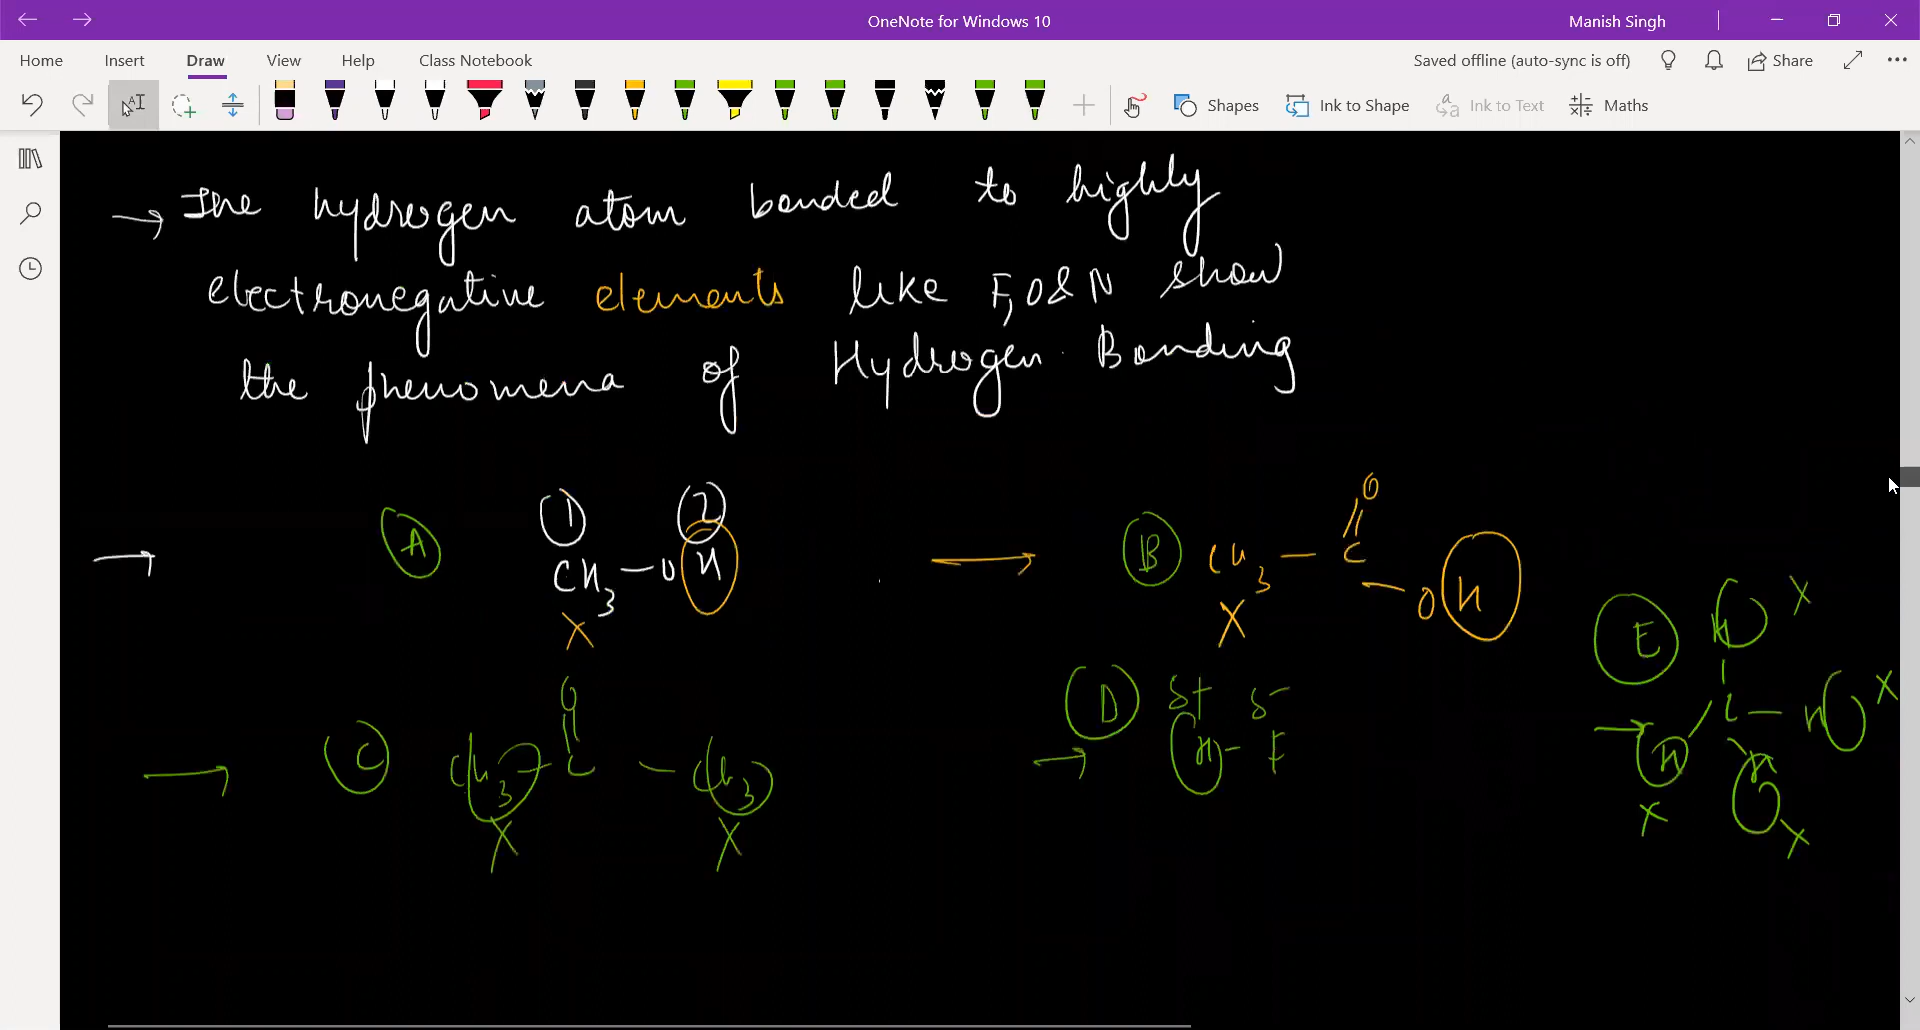 OneNote for Windows 10
Manish Singh
Home Insert Draw View Help Class Notebook
Saved offline (auto-sync is off) Share
Shapes Ink to Shape Ink to Text Maths
→ The hydrogen atom bonded to highly
electronegative elements like F, O & N show
the phenomena of Hydrogen Bonding
→ A 1 2 CH3 — OH X
→ B CH3 — C = O — OH X
→ C CH3 — C = O — CH3 X X
→ D δ+ δ- H - F
→ E H X C — H X H X H X